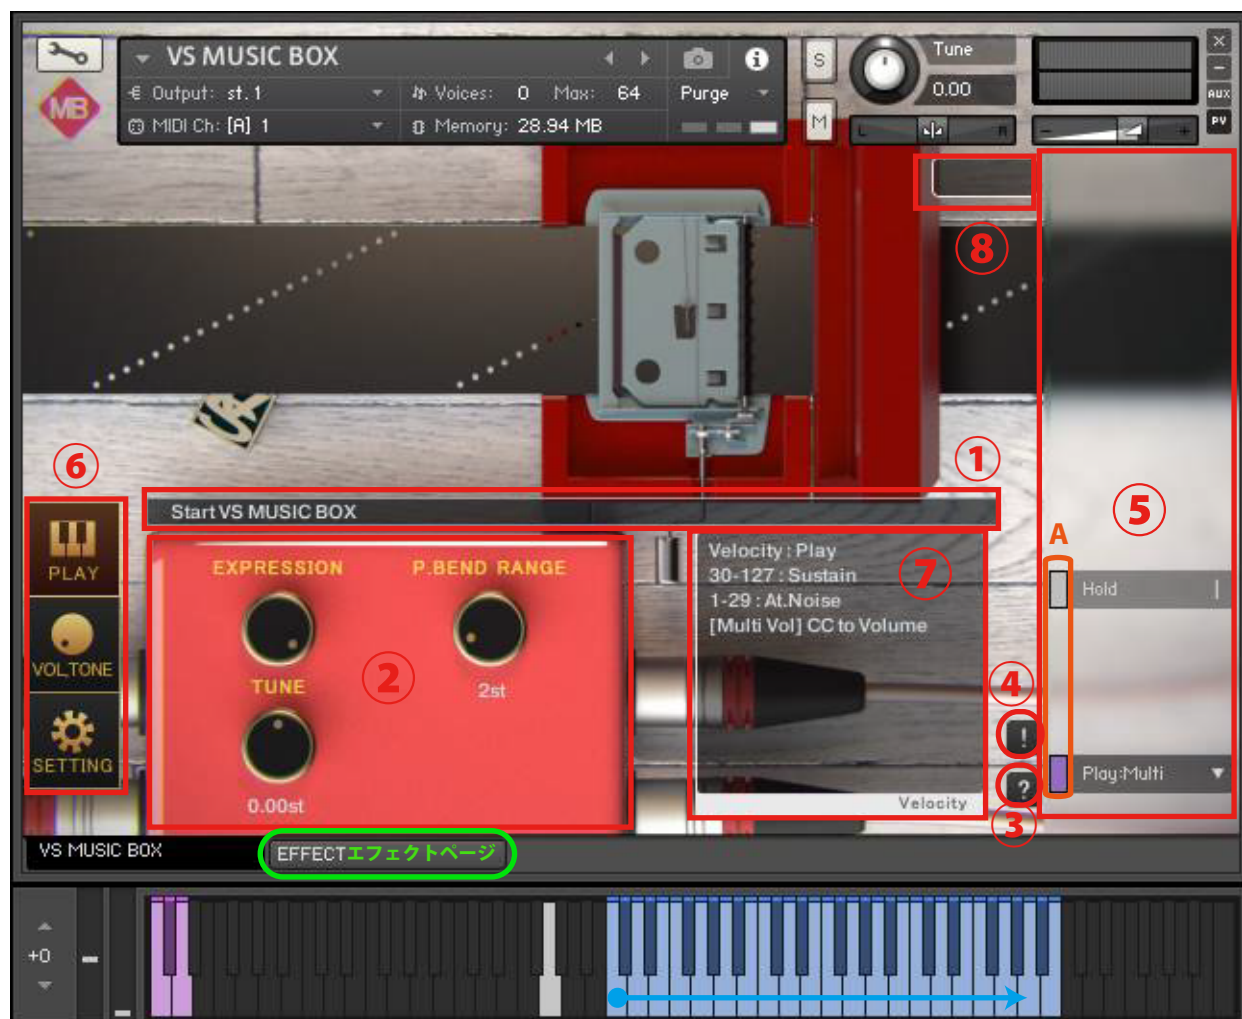 VS MUSIC BOX
S
Tune
×
-
MB
Output: st.1
Voices: 0 Max: 64
Purge
0.00
AUX
MIDI Ch: [A] 1
Memory: 28.94 MB
M
L
R
-
+
PV
⑧
①
⑥
⑤
Start VS MUSIC BOX
A
PLAY
EXPRESSION
P.BEND RANGE
Velocity : Play
⑦
30-127 : Sustain
1-29 : At.Noise
[Multi Vol] CC to Volume
Hold
VOL,TONE
②
TUNE
2st
④
!
SETTING
0.00st
Velocity
?
Play:Multi
③
VS MUSIC BOX
EFFECTエフェクトページ
+0